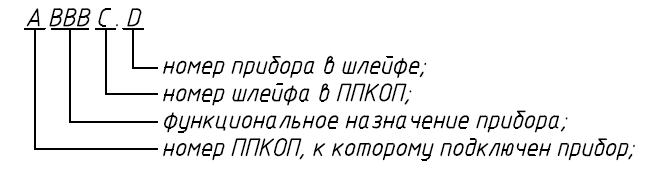 A BBB C . D
номер прибора в шлейфе;
номер шлейфа в ППКОП;
функциональное назначение прибора;
номер ППКОП, к которому подключен прибор;